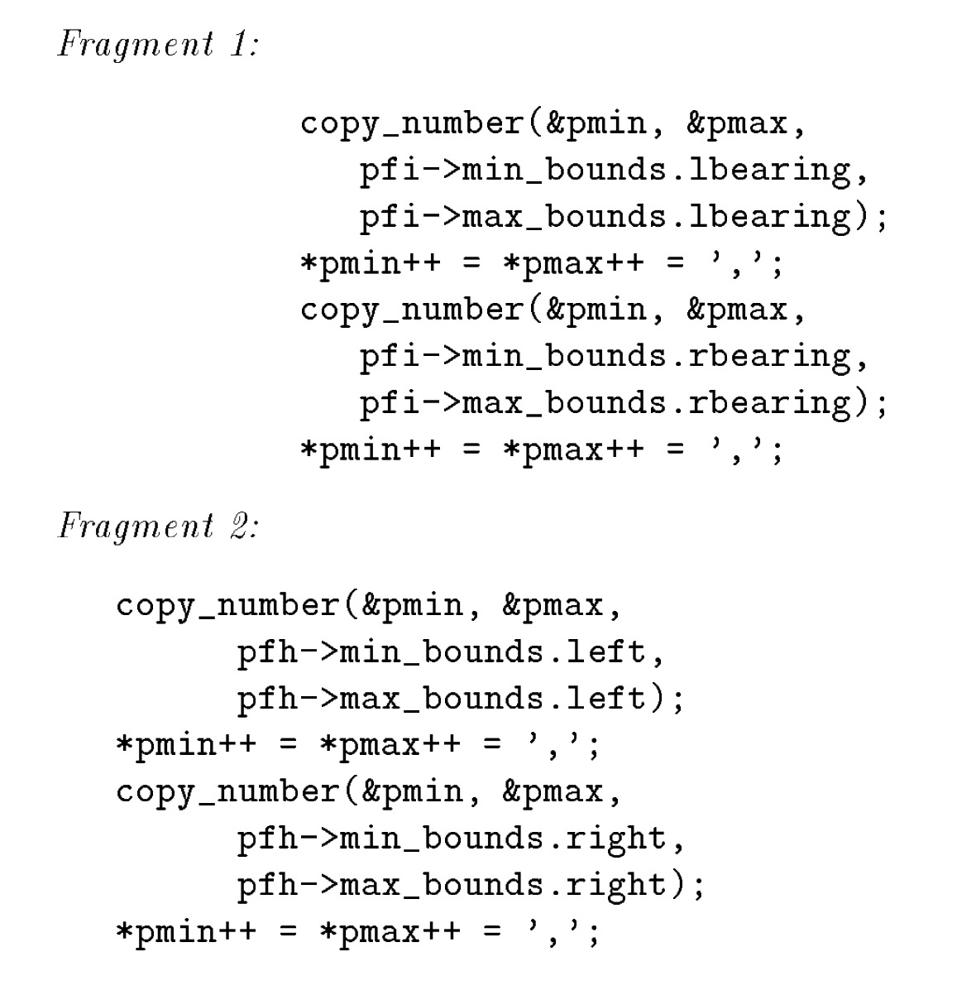 Fragment 1:
copy_number(&pmin, &pmax,
pfi->min_bounds.lbearing,
pfi->max_bounds.lbearing);
*pmin++ = *pmax++ = ',';
copy_number(&pmin, &pmax,
pfi->min_bounds.rbearing,
pfi->max_bounds.rbearing);
*pmin++ = *pmax++ = ',';
Fragment 2:
copy_number(&pmin, &pmax,
pfh->min_bounds.left,
pfh->max_bounds.left);
*pmin++ = *pmax++ = ',';
copy_number(&pmin, &pmax,
pfh->min_bounds.right,
pfh->max_bounds.right);
*pmin++ = *pmax++ = ',';